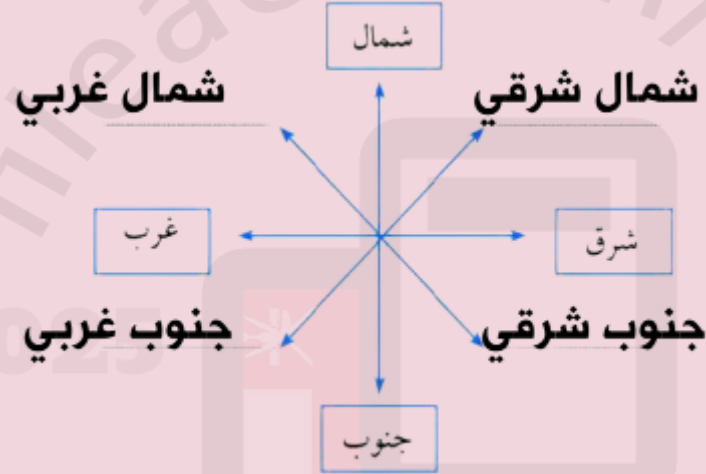 شمال
شمال شرقي
شمال غربي
شرق
غرب
جنوب شرقي
جنوب غربي
جنوب